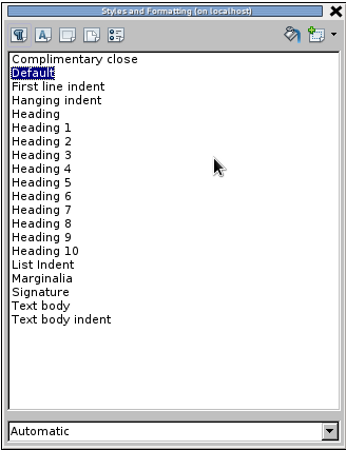 Styles and Formatting (on localhost)
Complimentary close
Default
First line indent
Hanging indent
Heading
Heading 1
Heading 2
Heading 3
Heading 4
Heading 5
Heading 6
Heading 7
Heading 8
Heading 9
Heading 10
List Indent
Marginalia
Signature
Text body
Text body indent
Automatic